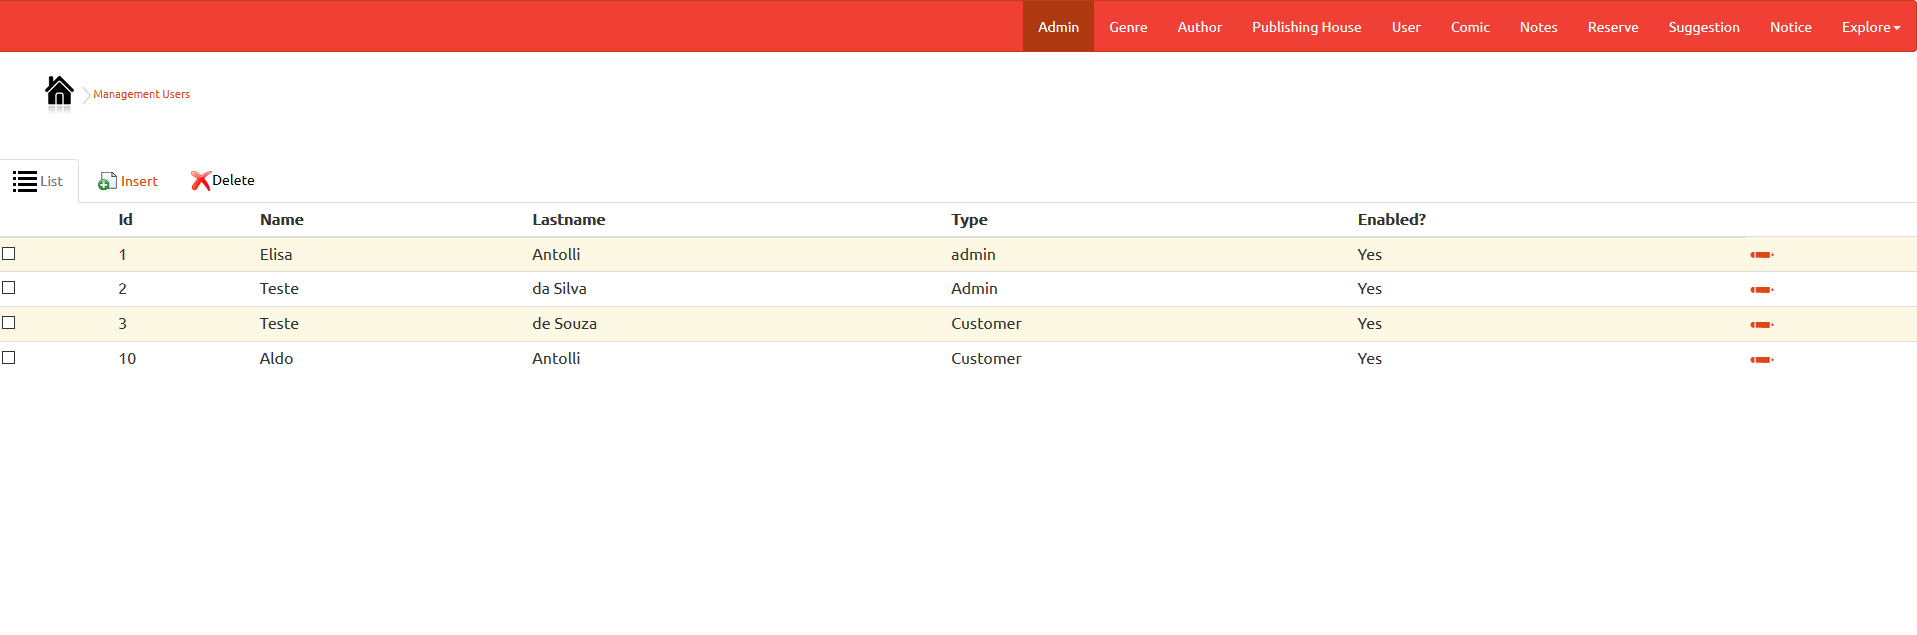 Admin Genre Author Publishing House User Comic Notes Reserve Suggestion Notice Explore
Management Users
List Insert Delete
Id Name Lastname Type Enabled?
1 Elisa Antolli admin Yes
2 Teste da Silva Admin Yes
3 Teste de Souza Customer Yes
10 Aldo Antolli Customer Yes